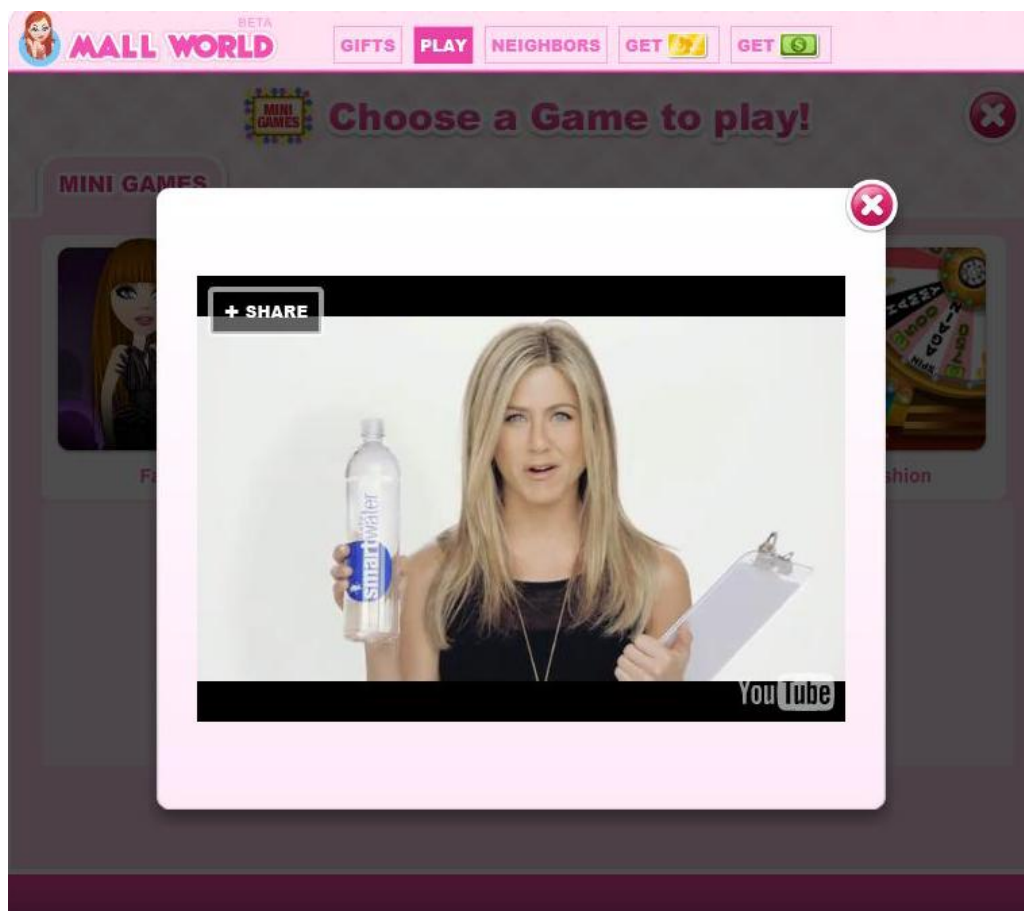 BETA
MALL WORLD
GIFTS PLAY NEIGHBORS GET GET
MINI GAMES
Choose a Game to play!
MINI GAMES
+ SHARE
smartwater
YouTube
shion